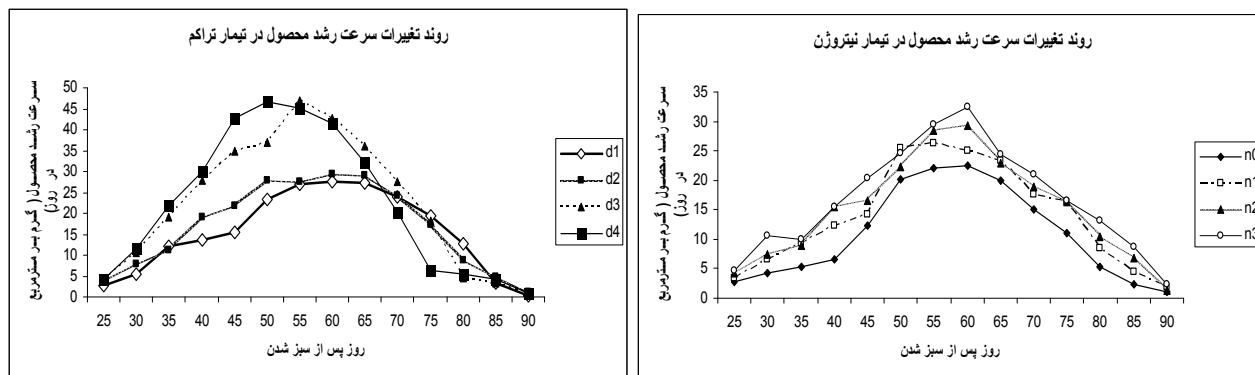 روند تغییرات سرعت رشد محصول در تیمار تراکم
سرعت رشد محصول ( گرم بر مترمربع
در روز)
50
45
40
35
30
25
20
15
10
5
0
25 30 35 40 45 50 55 60 65 70 75 80 85 90
روز پس از سبز شدن
d1
d2
d3
d4
روند تغییرات سرعت رشد محصول در تیمار نیتروژن
سرعت رشد محصول ( گرم بر مترمربع
در روز)
35
30
25
20
15
10
5
0
25 30 35 40 45 50 55 60 65 70 75 80 85 90
روز پس از سبز شدن
n0
n1
n2
n3